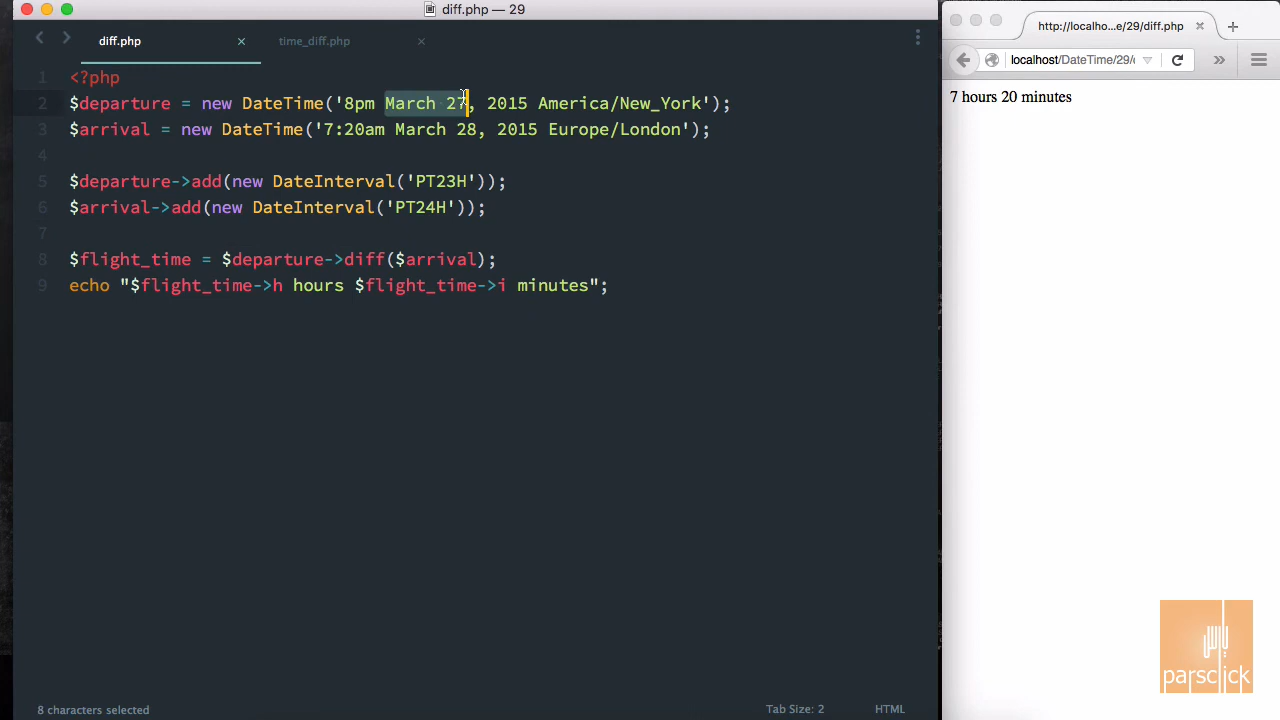 diff.php — 29
diff.php
time_diff.php
1 <?php
2 $departure = new DateTime('8pm March 27, 2015 America/New_York');
3 $arrival = new DateTime('7:20am March 28, 2015 Europe/London');
4
5 $departure->add(new DateInterval('PT23H'));
6 $arrival->add(new DateInterval('PT24H'));
7
8 $flight_time = $departure->diff($arrival);
9 echo "$flight_time->h hours $flight_time->i minutes";
8 characters selected
Tab Size: 2
HTML
http://localho...e/29/diff.php
localhost/DateTime/29/
7 hours 20 minutes
parsclick